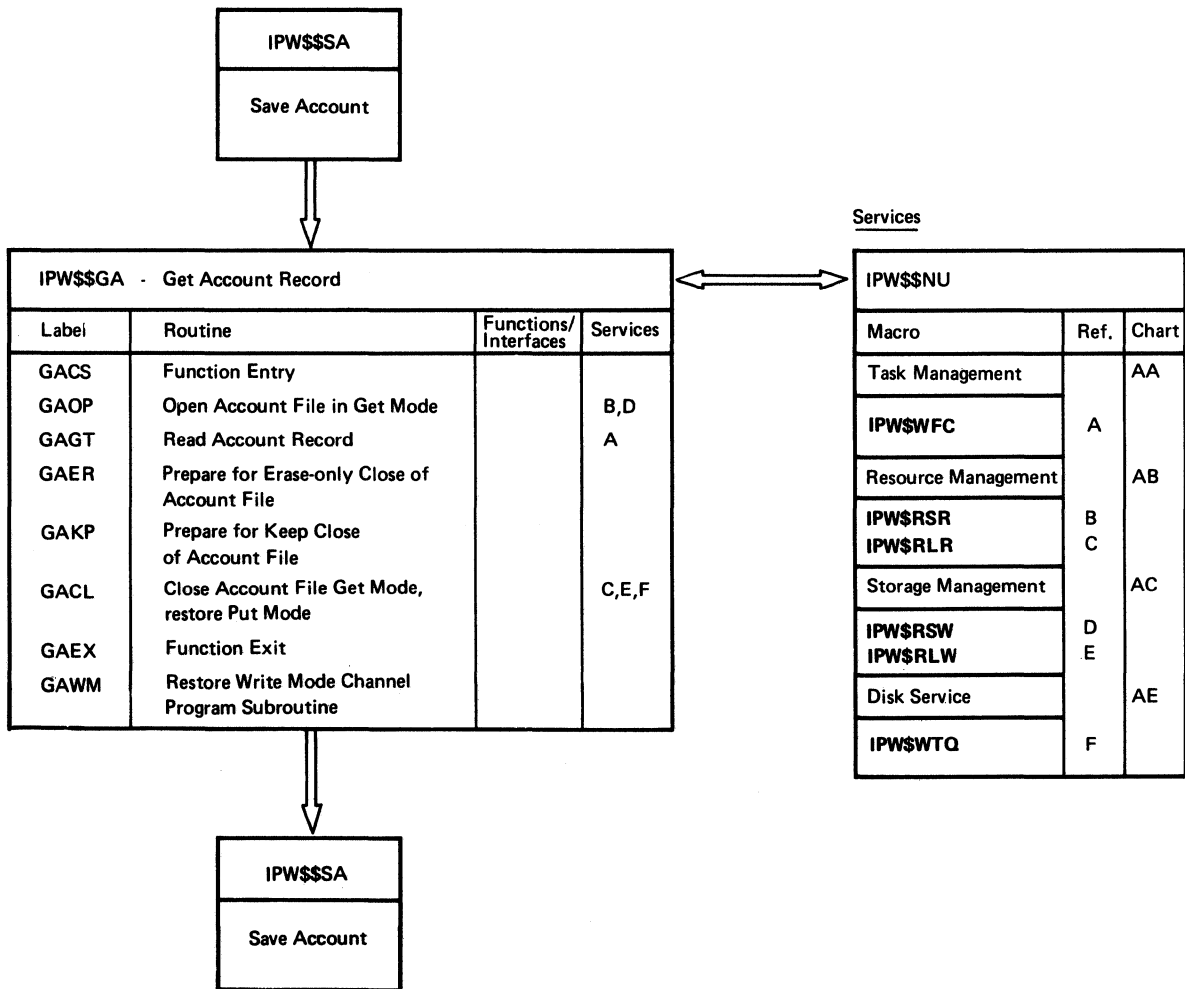 IPW$$SA
Save Account
Services
IPW$$GA - Get Account Record
Label Routine Functions/ Interfaces Services
GACS Function Entry
GAOP Open Account File in Get Mode B,D
GAGT Read Account Record A
GAER Prepare for Erase-only Close of
Account File
GAKP Prepare for Keep Close
of Account File
GACL Close Account File Get Mode, C,E,F
restore Put Mode
GAEX Function Exit
GAWM Restore Write Mode Channel
Program Subroutine
IPW$$NU
Macro Ref. Chart
Task Management AA
IPW$WFC A
Resource Management AB
IPW$RSR B
IPW$RLR C
Storage Management AC
IPW$RSW D
IPW$RLW E
Disk Service AE
IPW$WTQ F
IPW$$SA
Save Account